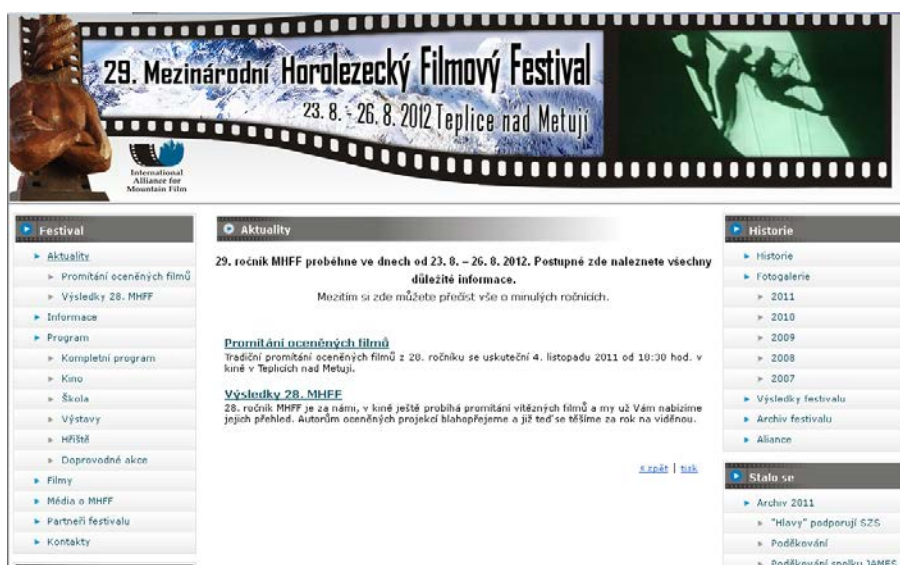 29. Mezinárodní Horolezecký Filmový Festival
23. 8. - 26. 8. 2012 Teplice nad Metují
International
Alliance for
Mountain Film
Festival
Aktuality
Promítání oceněných filmů
Výsledky 28. MHFF
Informace
Program
Kompletní program
Kino
Škola
Výstavy
Hřiště
Doprovodné akce
Filmy
Média o MHFF
Partneři festivalu
Kontakty
Aktuality
29. ročník MHFF proběhne ve dnech od 23. 8. – 26. 8. 2012. Postupně zde naleznete všechny
důležité informace.
Mezitím si zde můžete přečíst vše o minulých ročnících.
Promítání oceněných filmů
Tradiční promítání oceněných filmů z 28. ročníku se uskuteční 4. listopadu 2011 od 18:30 hod. v
kině v Teplicích nad Metují.
Výsledky 28. MHFF
28. ročník MHFF je za námi, v kině ještě probíhá promítání vítězných filmů a my už Vám nabízíme
jejich přehled. Autorům oceněných projekcí blahopřejeme a již teď se těšíme za rok na viděnou.
« zpět | tisk
Historie
Historie
Fotogalerie
2011
2010
2009
2008
2007
Výsledky festivalu
Archiv festivalu
Aliance
Stalo se
Archiv 2011
"Hlavy" podporují SZS
Poděkování
Poděkování spolku JAMES